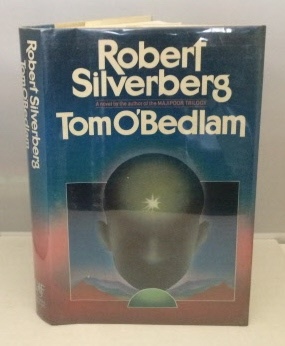 Robert
Silverberg
A novel by the author of the MAJIPOOR TRILOGY
Tom O'Bedlam
Robert Silverberg
Tom O'Bedlam